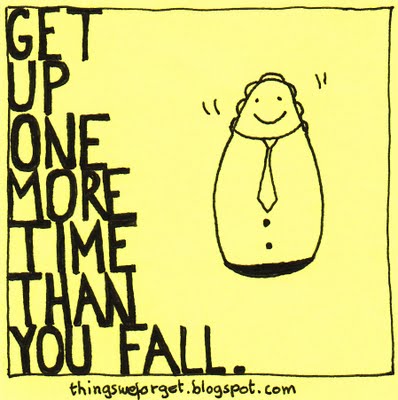 GET
UP
ONE
MORE
TIME
THAN
YOU FALL.
thingsweforget.blogspot.com